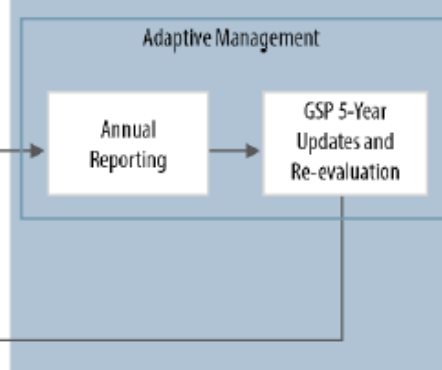 Adaptive Management
Annual
Reporting
GSP 5-Year
Updates and
Re-evaluation